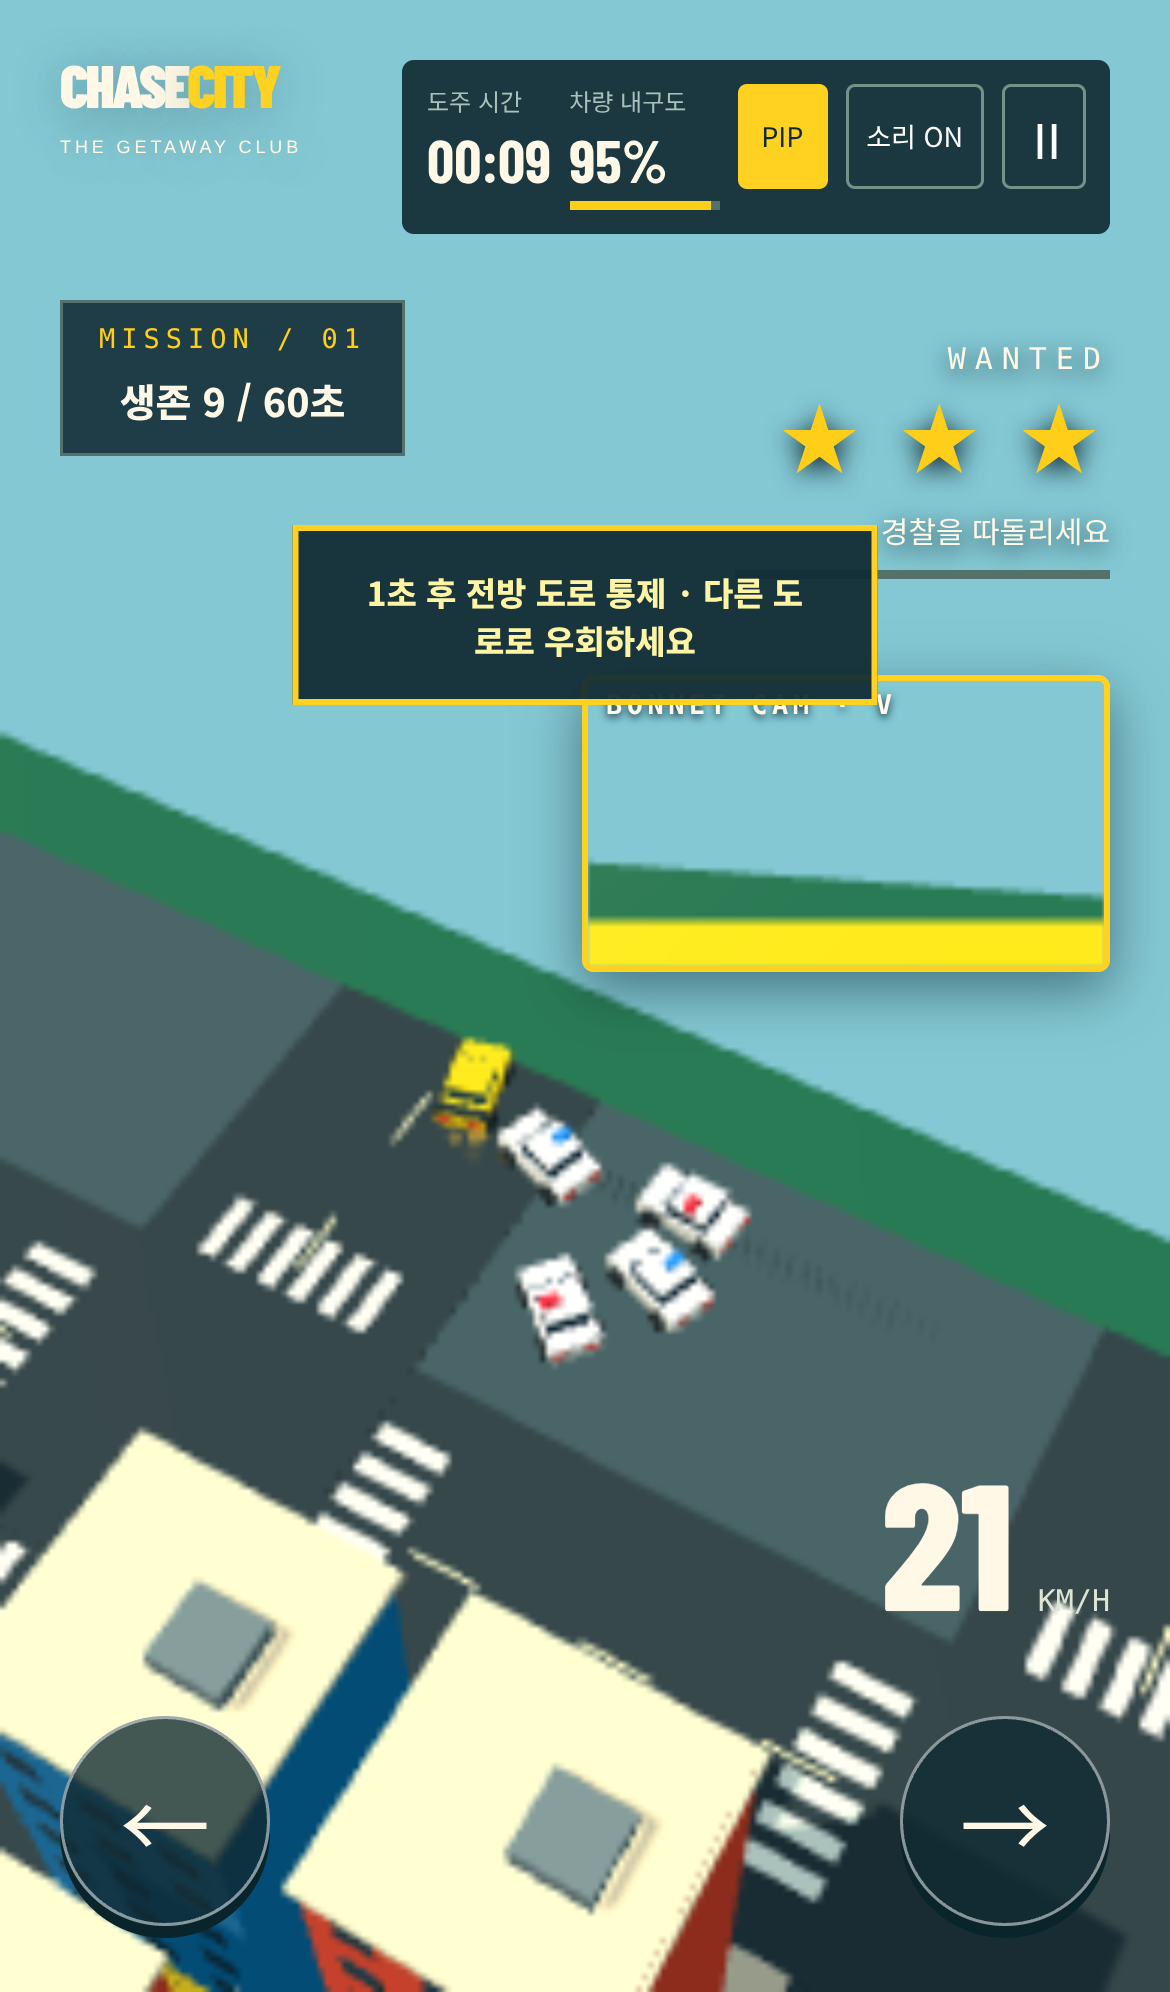 CHASECITY
THE GETAWAY CLUB
도주 시간 차량 내구도
00:09 95%
PIP
소리 ON
MISSION / 01
생존 9 / 60초
WANTED
경찰을 따돌리세요
1초 후 전방 도로 통제 · 다른 도
로로 우회하세요
BONNET CAM · V
21 KM/H